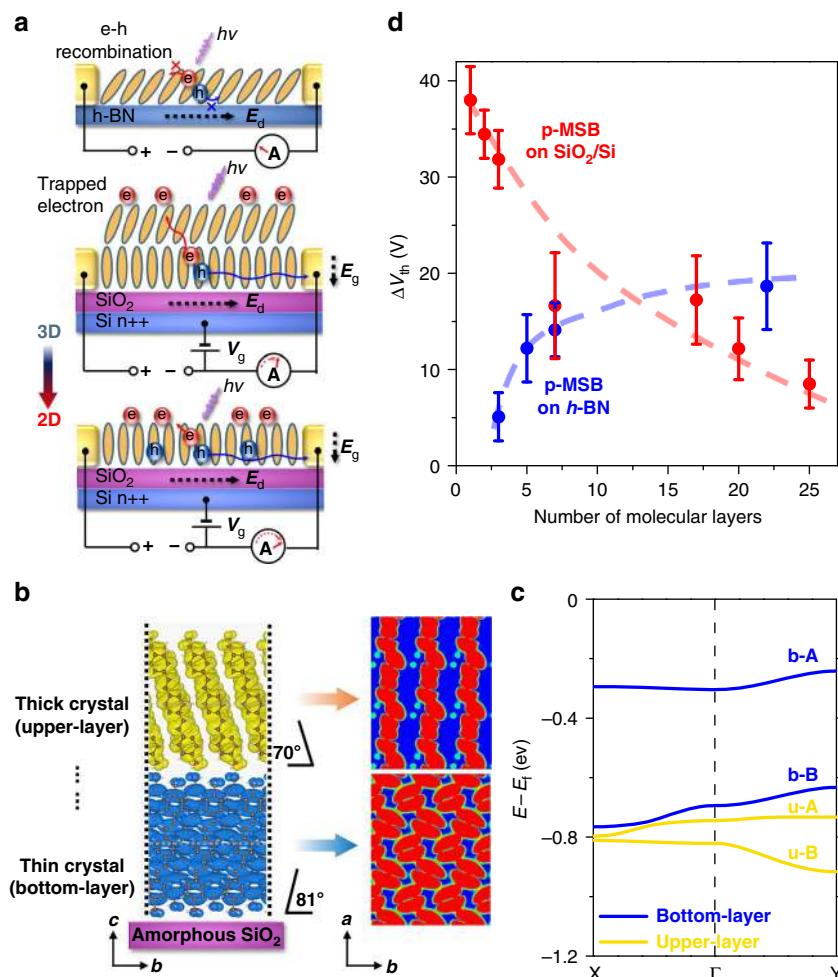 a
e-h
recombination
hv
e
h
h-BN
E_d
+ −
A
Trapped
electron
hv
e e e e
e
h
E_g
SiO₂
E_d
Si n++
V_g
+ −
A
3D
2D
hv
e e e e
e
h h h
E_g
SiO₂
E_d
Si n++
V_g
+ −
A
d
ΔV_th (V)
40
30
20
10
0
0 5 10 15 20 25
Number of molecular layers
p-MSB
on SiO₂/Si
p-MSB
on h-BN
b
Thick crystal
(upper-layer)
70°
Thin crystal
(bottom-layer)
81°
Amorphous SiO₂
c
b
a
b
c
E – E_f (ev)
0
−0.4
−0.8
−1.2
b-A
b-B
u-A
u-B
Bottom-layer
Upper-layer
X Γ Y